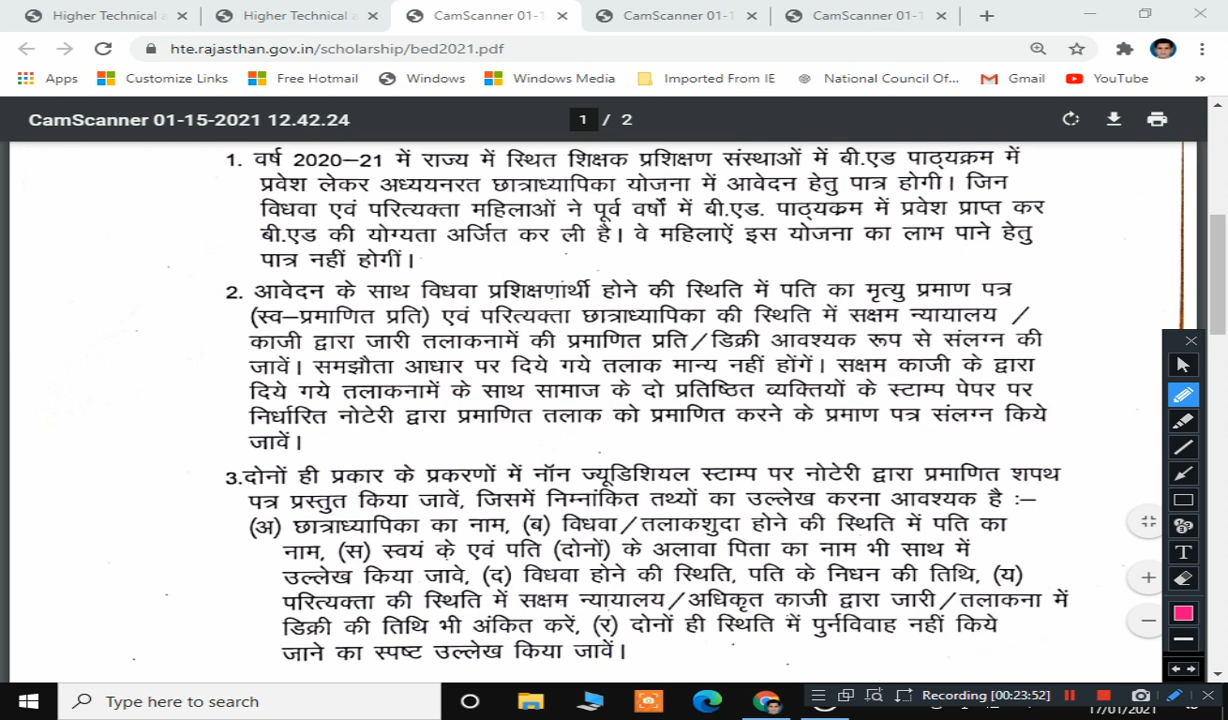 Higher Technical a
Higher Technical a
CamScanner 01-1
CamScanner 01-1
CamScanner 01-1
hte.rajasthan.gov.in/scholarship/bed2021.pdf
Apps Customize Links Free Hotmail Windows Windows Media Imported From IE National Council Of... Gmail YouTube »
CamScanner 01-15-2021 12.42.24 1 / 2
1. वर्ष 2020–21 में राज्य में स्थित शिक्षक प्रशिक्षण संस्थाओं में बी.एड पाठ्यक्रम में
प्रवेश लेकर अध्ययनरत छात्राध्यापिका योजना में आवेदन हेतु पात्र होगी। जिन
विधवा एवं परित्यक्ता महिलाओं ने पूर्व वर्षों में बी.एड. पाठ्यक्रम में प्रवेश प्राप्त कर
बी.एड की योग्यता अर्जित कर ली है। वे महिलाऐं इस योजना का लाभ पाने हेतु
पात्र नहीं होगीं।
2. आवेदन के साथ विधवा प्रशिक्षणार्थी होने की स्थिति में पति का मृत्यु प्रमाण पत्र
(स्व–प्रमाणित प्रति) एवं परित्यक्ता छात्राध्यापिका की स्थिति में सक्षम न्यायालय /
काजी द्वारा जारी तलाकनामें की प्रमाणित प्रति/डिक्री आवश्यक रूप से संलग्न की
जावें। समझौता आधार पर दिये गये तलाक मान्य नहीं होंगें। सक्षम काजी के द्वारा
दिये गये तलाकनामें के साथ सामाज के दो प्रतिष्ठित व्यक्तियों के स्टाम्प पेपर पर
निर्धारित नोटेरी द्वारा प्रमाणित तलाक को प्रमाणित करने के प्रमाण पत्र संलग्न किये
जावें।
3.दोनों ही प्रकार के प्रकरणों में नॉन ज्यूडिशियल स्टाम्प पर नोटेरी द्वारा प्रमाणित शपथ
पत्र प्रस्तुत किया जावें, जिसमें निम्नांकित तथ्यों का उल्लेख करना आवश्यक है :–
(अ) छात्राध्यापिका का नाम, (ब) विधवा/तलाकशुदा होने की स्थिति में पति का
नाम, (स) स्वयं के एवं पति (दोनों) के अलावा पिता का नाम भी साथ में
उल्लेख किया जावे, (द) विधवा होने की स्थिति, पति के निधन की तिथि, (य)
परित्यक्ता की स्थिति में सक्षम न्यायालय/अधिकृत काजी द्वारा जारी/तलाकना में
डिक्री की तिथि भी अंकित करें, (र) दोनों ही स्थिति में पुर्नविवाह नहीं किये
जाने का स्पष्ट उल्लेख किया जावें।
Type here to search
Recording [00:23:52]
17/01/2021